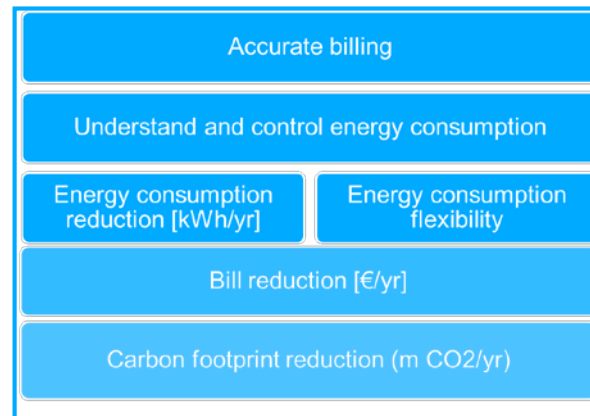 Accurate billing
Understand and control energy consumption
Energy consumption
reduction [kWh/yr]
Energy consumption
flexibility
Bill reduction [€/yr]
Carbon footprint reduction (m CO2/yr)